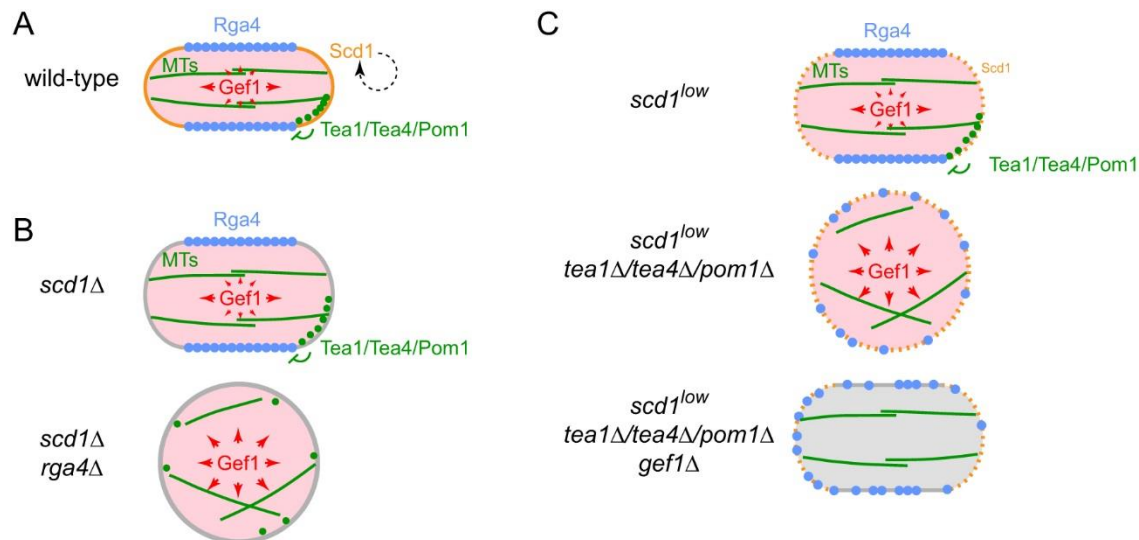 A
Rga4
Scd1
wild-type
MTs
Gef1
Tea1/Tea4/Pom1
B
Rga4
scd1Δ
MTs
Gef1
Tea1/Tea4/Pom1
scd1Δ
rga4Δ
Gef1
C
Rga4
scd1low
MTs
Scd1
Gef1
Tea1/Tea4/Pom1
scd1low
tea1Δ/tea4Δ/pom1Δ
Gef1
scd1low
tea1Δ/tea4Δ/pom1Δ
gef1Δ